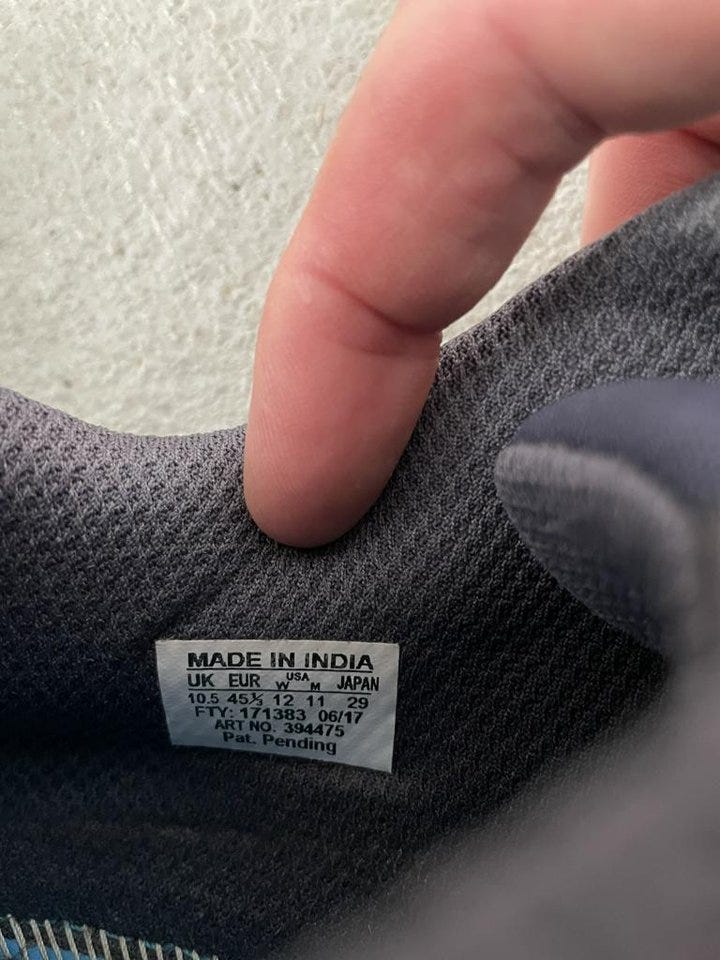 MADE IN INDIA
UK EUR USA W M JAPAN
10.5 45⅓ 12 11 29
FTY: 171383 06/17
ART NO. 394475
Pat. Pending